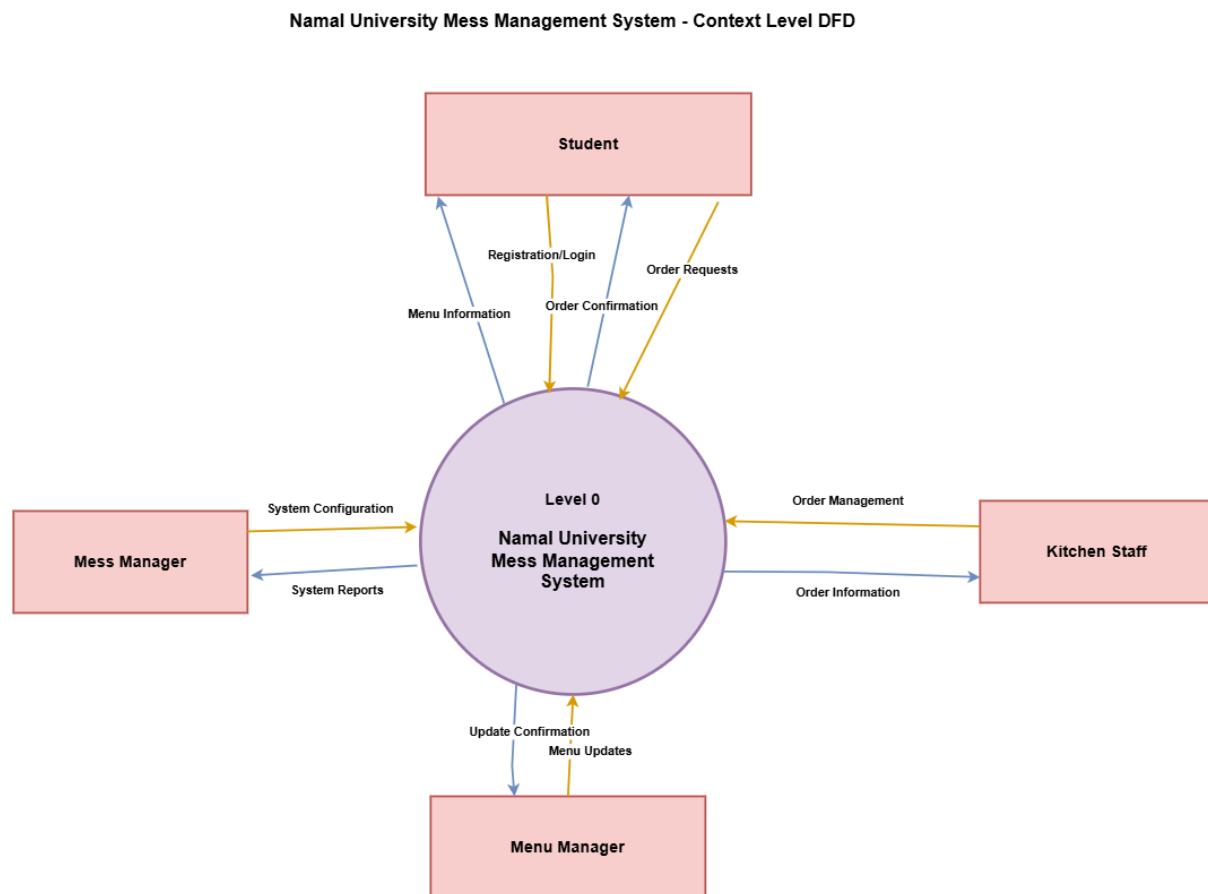 Namal University Mess Management System - Context Level DFD
Student
Registration/Login
Order Requests
Menu Information
Order Confirmation
Level 0
Namal University
Mess Management
System
System Configuration
Mess Manager
System Reports
Order Management
Kitchen Staff
Order Information
Update Confirmation
Menu Updates
Menu Manager